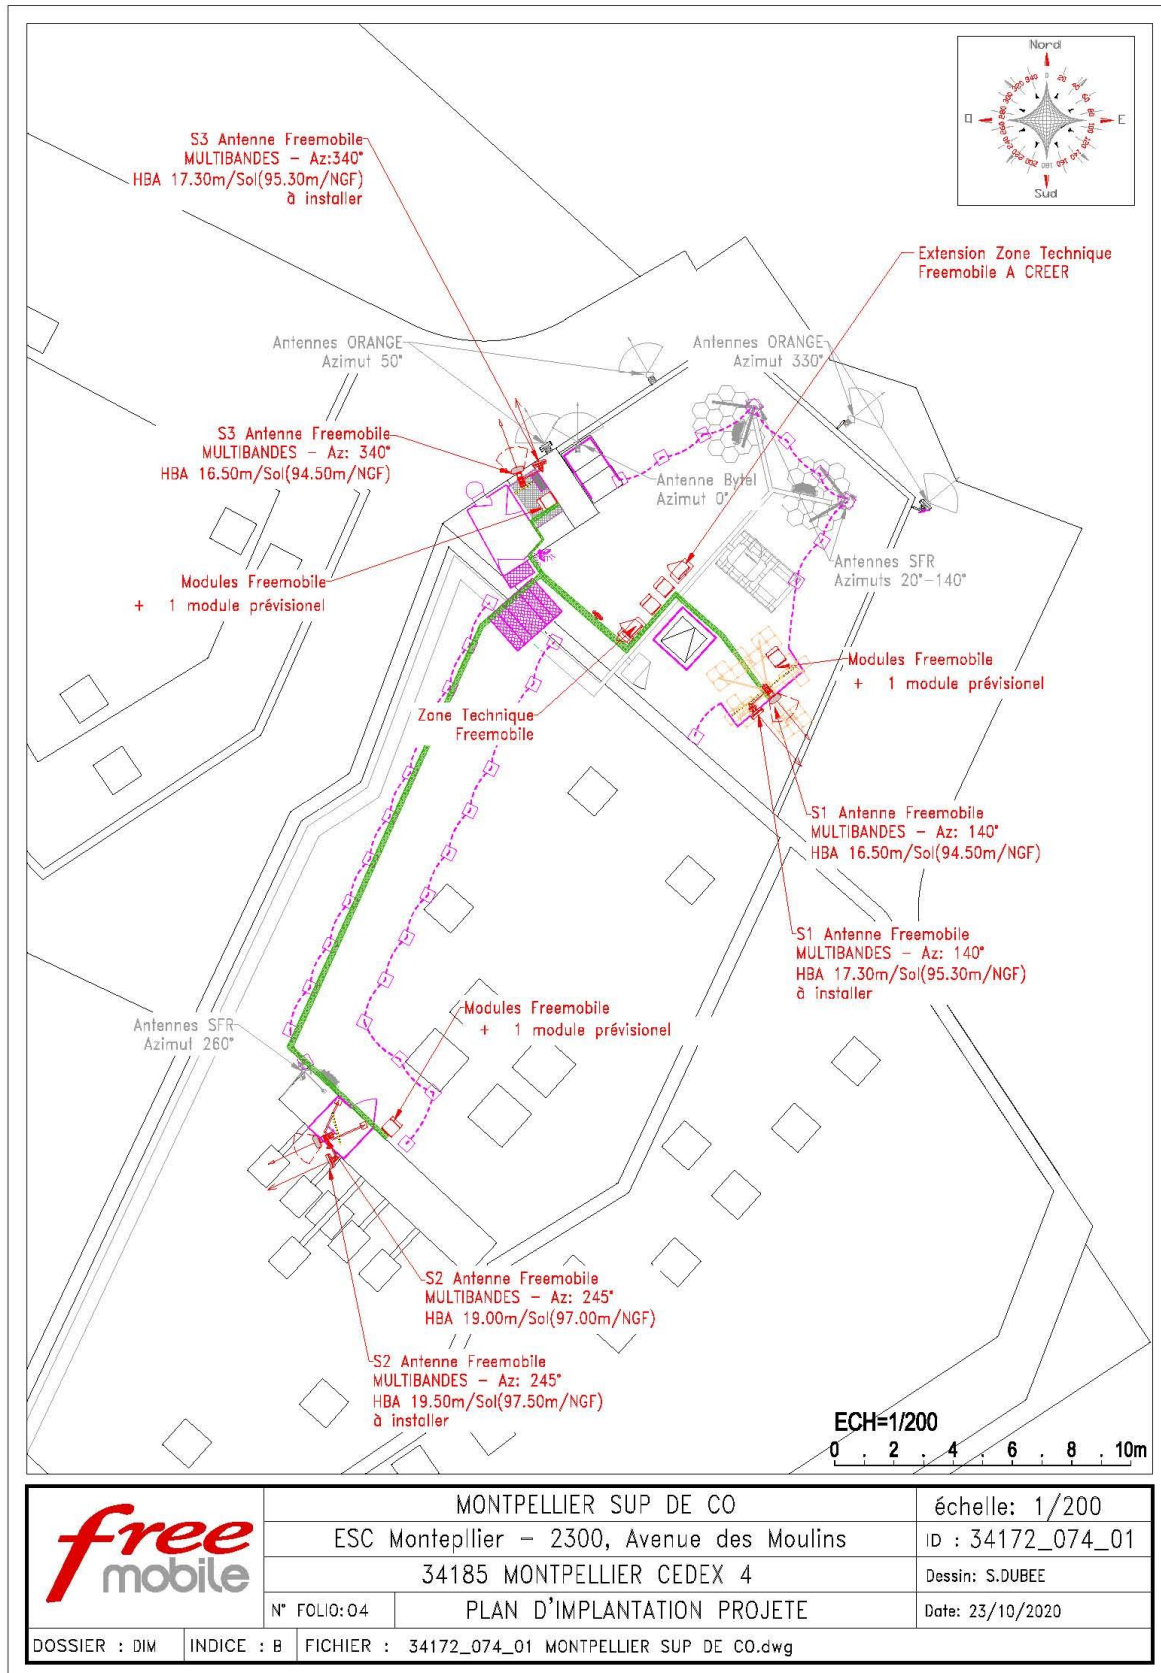 Nord
O
E
Sud
S3 Antenne Freemobile
MULTIBANDES - Az:340°
HBA 17.30m/Sol(95.30m/NGF)
à installer
Extension Zone Technique
Freemobile A CREER
Antennes ORANGE
Azimut 50°
Antennes ORANGE
Azimut 330°
S3 Antenne Freemobile
MULTIBANDES - Az: 340°
HBA 16.50m/Sol(94.50m/NGF)
Antenne Bytel
Azimut 0°
Antennes SFR
Azimuts 20°-140°
Modules Freemobile
+ 1 module prévisionel
Modules Freemobile
+ 1 module prévisionel
Zone Technique
Freemobile
S1 Antenne Freemobile
MULTIBANDES - Az: 140°
HBA 16.50m/Sol(94.50m/NGF)
S1 Antenne Freemobile
MULTIBANDES - Az: 140°
HBA 17.30m/Sol(95.30m/NGF)
à installer
Modules Freemobile
+ 1 module prévisionel
Antennes SFR
Azimut 260°
S2 Antenne Freemobile
MULTIBANDES - Az: 245°
HBA 19.00m/Sol(97.00m/NGF)
S2 Antenne Freemobile
MULTIBANDES - Az: 245°
HBA 19.50m/Sol(97.50m/NGF)
à installer
ECH=1/200
0 . 2 . 4 . 6 . 8 . 10m
free
mobile
MONTPELLIER SUP DE CO
échelle: 1/200
ESC Montepllier - 2300, Avenue des Moulins
ID : 34172_074_01
34185 MONTPELLIER CEDEX 4
Dessin: S.DUBEE
N° FOLIO:04
PLAN D'IMPLANTATION PROJETE
Date: 23/10/2020
DOSSIER : DIM
INDICE : B
FICHIER : 34172_074_01 MONTPELLIER SUP DE CO.dwg